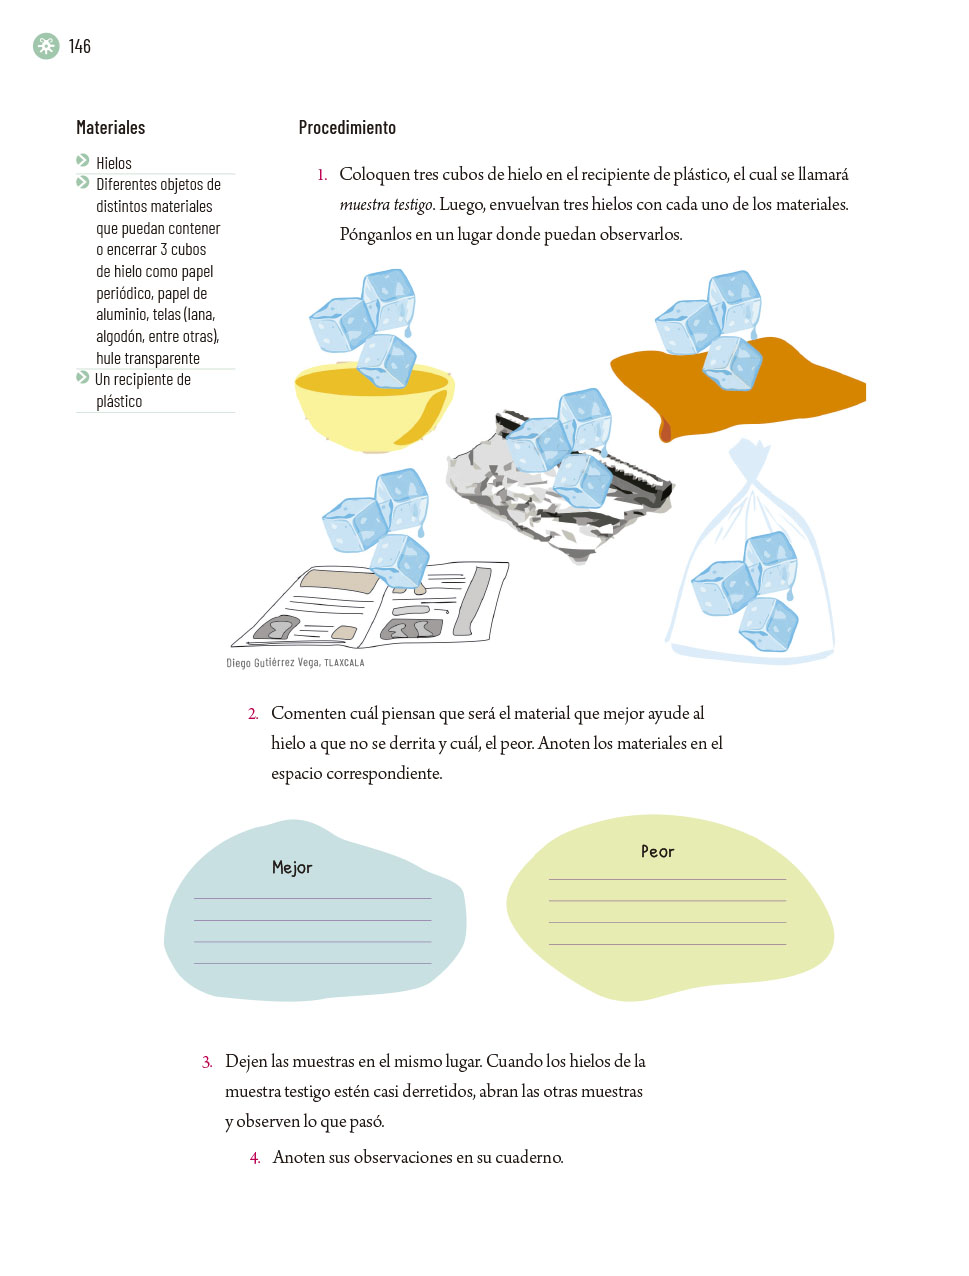 146
Materiales
Hielos
Diferentes objetos de
distintos materiales
que puedan contener
o encerrar 3 cubos
de hielo como papel
periódico, papel de
aluminio, telas (lana,
algodón, entre otras),
hule transparente
Un recipiente de
plástico
Procedimiento
1. Coloquen tres cubos de hielo en el recipiente de plástico, el cual se llamará
muestra testigo. Luego, envuelvan tres hielos con cada uno de los materiales.
Pónganlos en un lugar donde puedan observarlos.
Diego Gutiérrez Vega, TLAXCALA
2. Comenten cuál piensan que será el material que mejor ayude al
hielo a que no se derrita y cuál, el peor. Anoten los materiales en el
espacio correspondiente.
Mejor
Peor
3. Dejen las muestras en el mismo lugar. Cuando los hielos de la
muestra testigo estén casi derretidos, abran las otras muestras
y observen lo que pasó.
4. Anoten sus observaciones en su cuaderno.